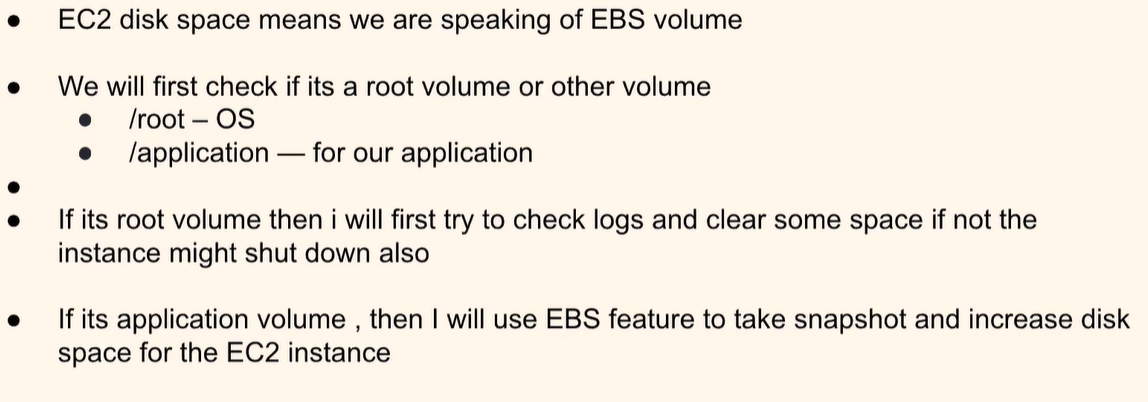 ● EC2 disk space means we are speaking of EBS volume
● We will first check if its a root volume or other volume
● /root – OS
● /application — for our application
●
● If its root volume then i will first try to check logs and clear some space if not the
instance might shut down also
● If its application volume , then I will use EBS feature to take snapshot and increase disk
space for the EC2 instance